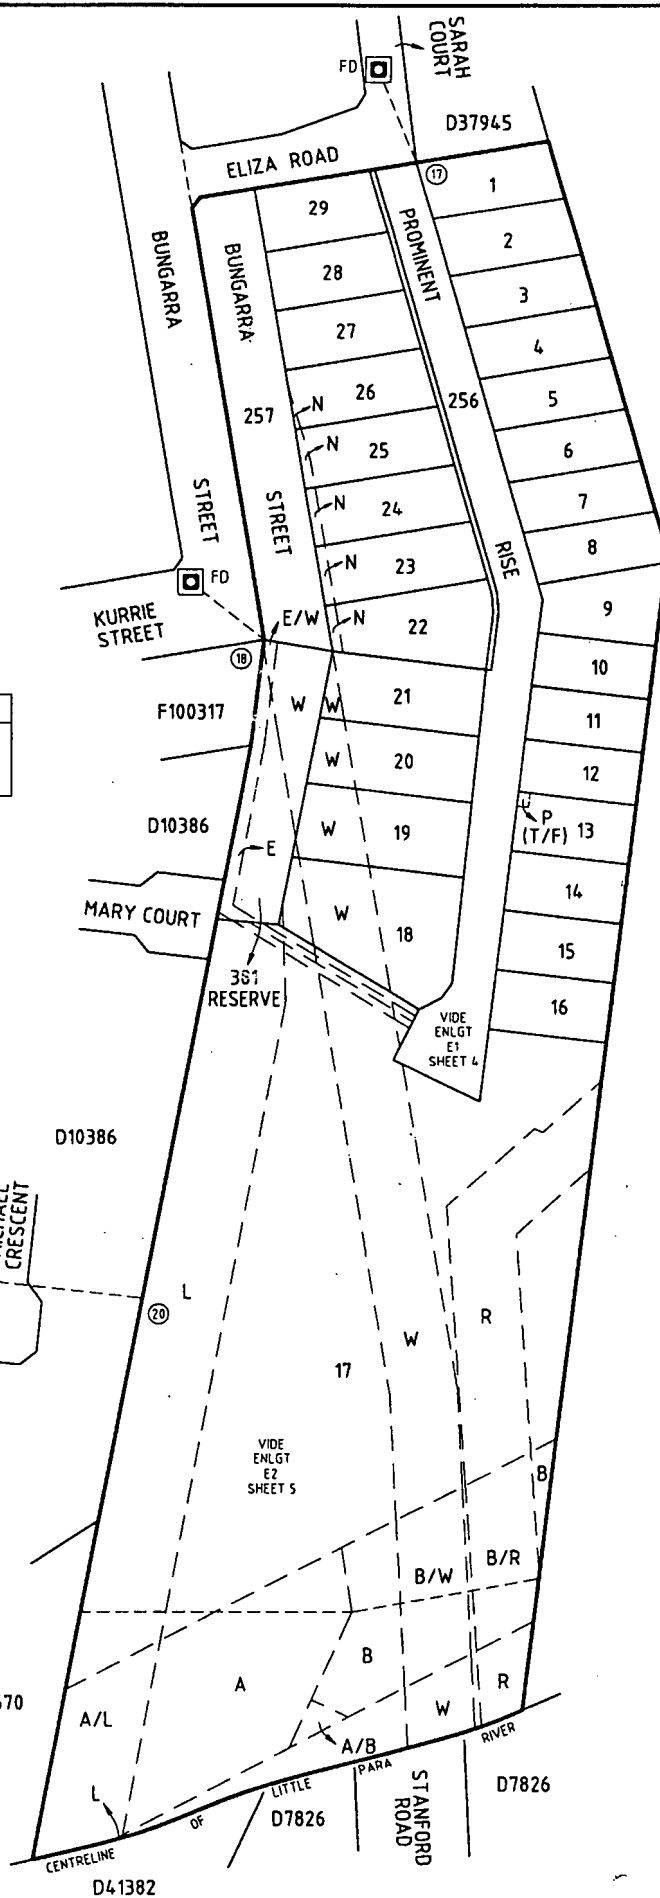 SARAH
COURT
FD
D37945
ELIZA ROAD
17
1
29
PROMINENT
2
BUNGARRA
BUNGARRA
28
3
27
4
26
256
5
257
N
25
6
N
STREET
STREET
24
7
N
RISE
23
8
N
FD
KURRIE
STREET
E/W
N
22
9
18
10
F100317
W
W
21
11
W
20
12
D10386
W
19
P
(T/F)
13
E
14
MARY COURT
W
18
15
381
RESERVE
16
VIDE
ENLGT
E1
SHEET 4
D10386
CRESCENT
L
20
R
W
17
VIDE
ENLGT
E2
SHEET 5
B
B/R
B/W
B
A
R
A/L
W
A/B
L
CENTRELINE OF LITTLE PARA RIVER
STANFORD
ROAD
D7826
D7826
D41382